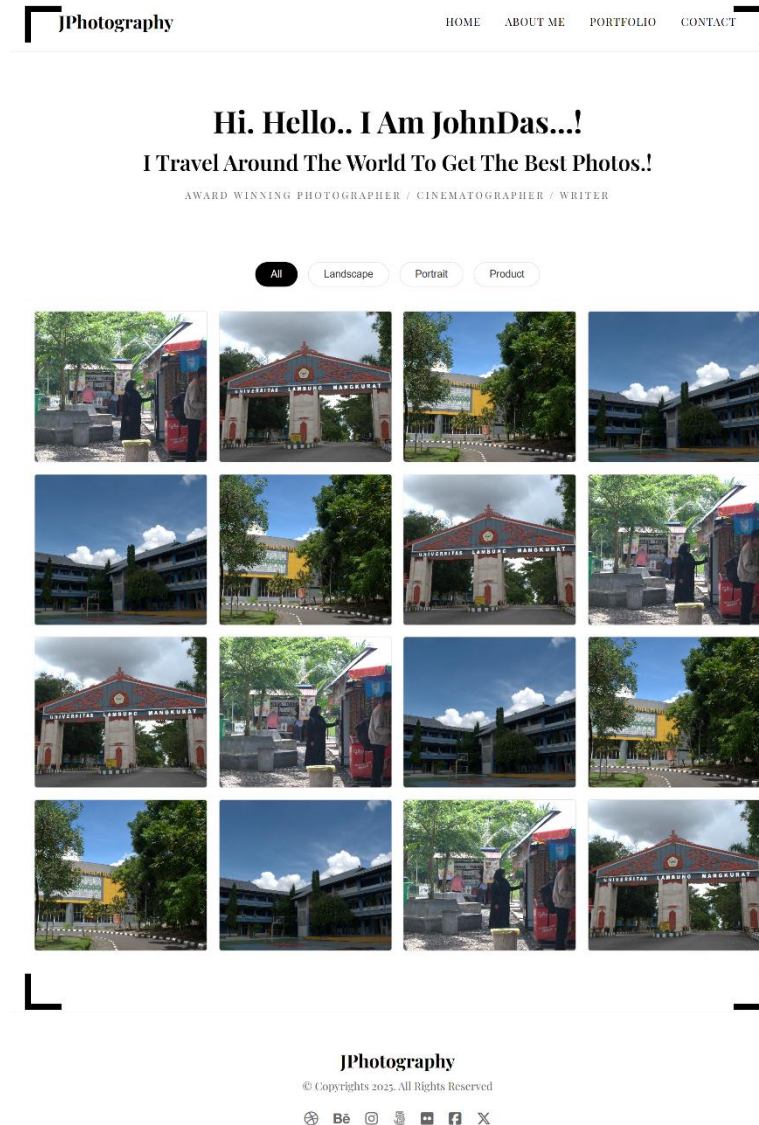 JPhotography
HOME ABOUT ME PORTFOLIO CONTACT
Hi. Hello.. I Am JohnDas...!
I Travel Around The World To Get The Best Photos.!
AWARD WINNING PHOTOGRAPHER / CINEMATOGRAPHER / WRITER
All Landscape Portrait Product
UNIVERSITAS LAMBUNG MANGKURAT
UNIVERSITAS LAMBUNG MANGKURAT
UNIVERSITAS LAMBUNG MANGKURAT
UNIVERSITAS LAMBUNG MANGKURAT
JPhotography
© Copyrights 2025. All Rights Reserved
Bē